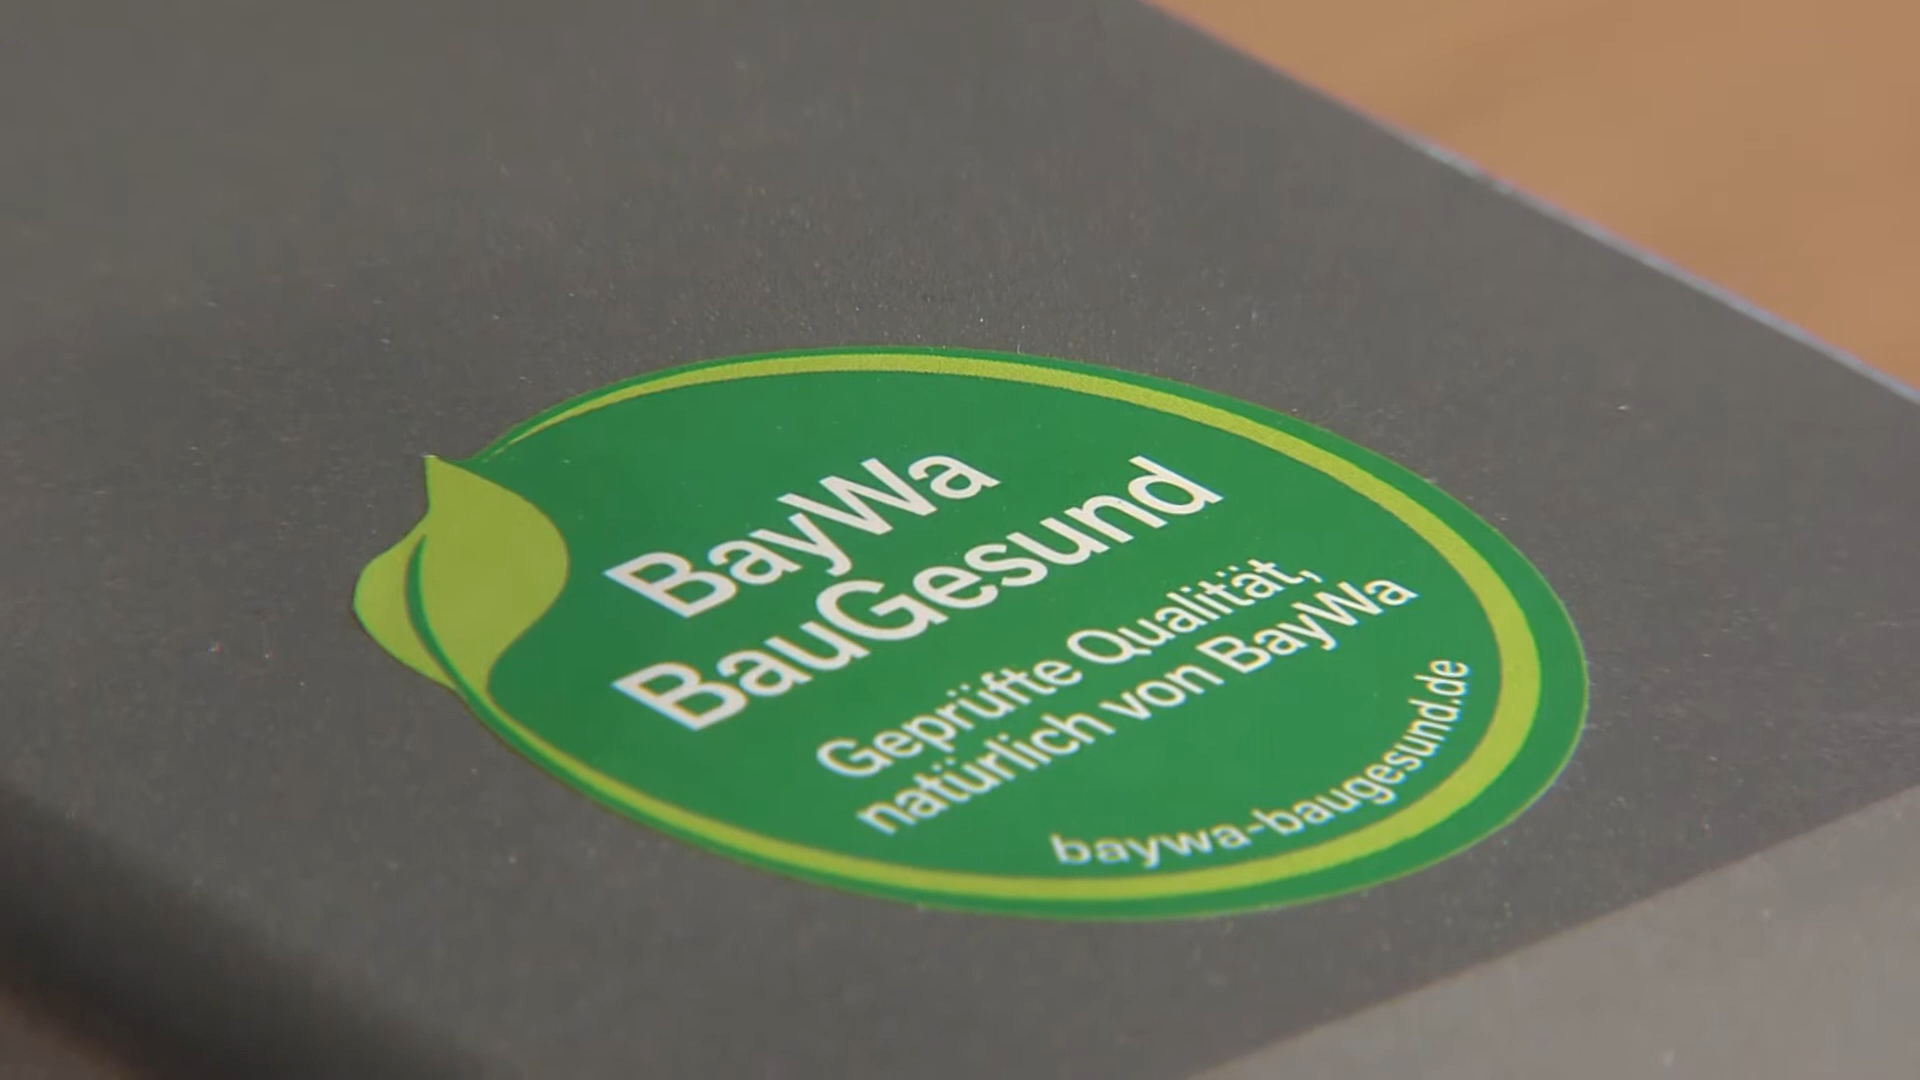 BayWa
BauGesund
Geprüfte Qualität,
natürlich von BayWa
baywa-baugesund.de